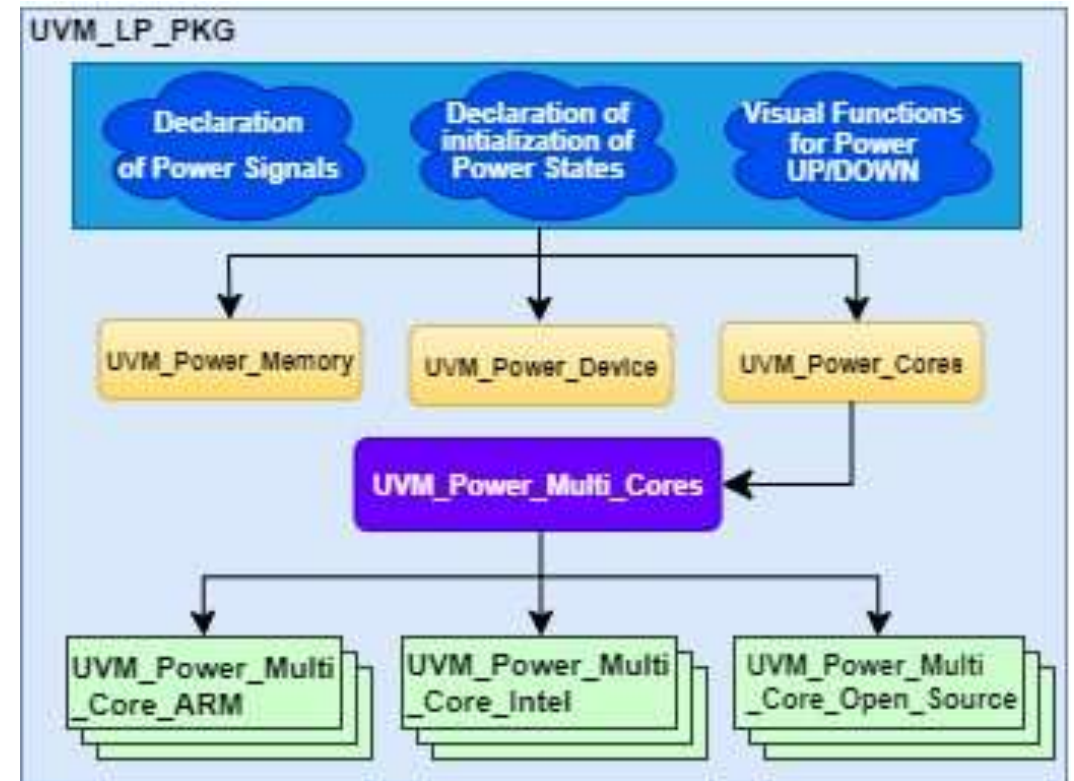 UVM_LP_PKG
Declaration
of Power Signals
Declaration of
initialization of
Power States
Visual Functions
for Power
UP/DOWN
UVM_Power_Memory
UVM_Power_Device
UVM_Power_Cores
UVM_Power_Multi_Cores
UVM_Power_Multi
_Core_ARM
UVM_Power_Multi
_Core_Intel
UVM_Power_Multi
_Core_Open_Source